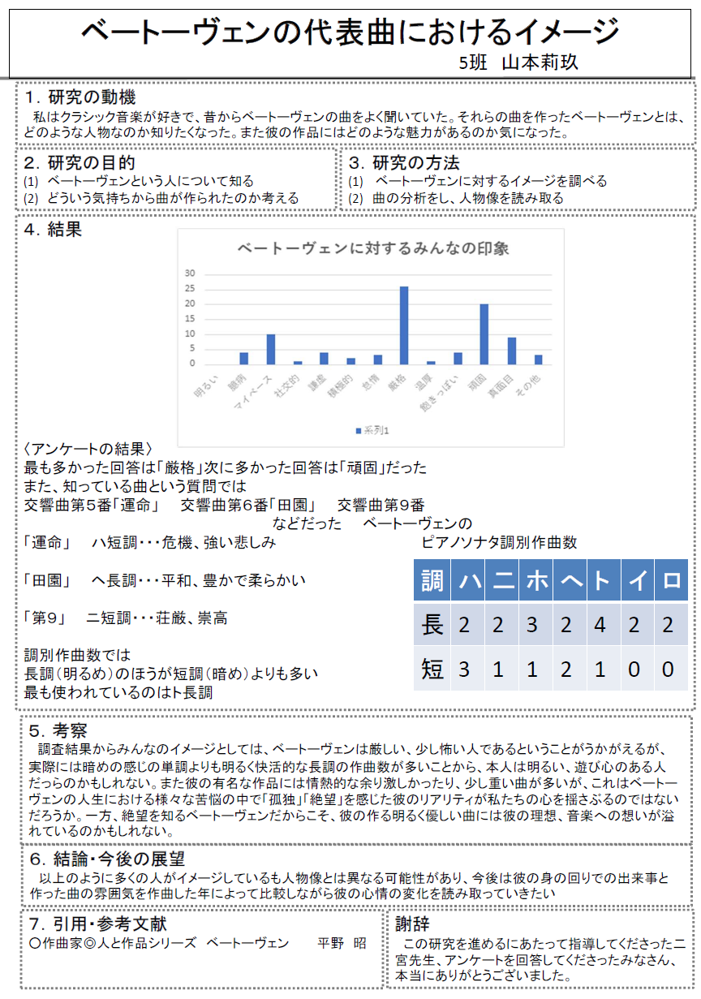 ベートーヴェンの代表曲におけるイメージ
5班 山本莉玖
1．研究の動機
私はクラシック音楽が好きで、昔からベートーヴェンの曲をよく聞いていた。それらの曲を作ったベートーヴェンとは、
どのような人物なのか知りたくなった。また彼の作品にはどのような魅力があるのか気になった。
2．研究の目的
(1) ベートーヴェンという人について知る
(2) どういう気持ちから曲が作られたのか考える
3．研究の方法
(1) ベートーヴェンに対するイメージを調べる
(2) 曲の分析をし、人物像を読み取る
4．結果
ベートーヴェンに対するみんなの印象
30
25
20
15
10
5
0
明るい 臆病 マイペース 社交的 謙虚 積極的 怠惰 厳格 温厚 飽きっぽい 頑固 真面目 その他
系列1
〈アンケートの結果〉
最も多かった回答は「厳格」次に多かった回答は「頑固」だった
また、知っている曲という質問では
交響曲第5番「運命」 交響曲第6番「田園」 交響曲第9番
などだった
「運命」 ハ短調・・・危機、強い悲しみ
「田園」 ヘ長調・・・平和、豊かで柔らかい
「第9」 ニ短調・・・荘厳、崇高
調別作曲数では
長調（明るめ）のほうが短調（暗め）よりも多い
最も使われているのはト長調
ベートーヴェンの
ピアノソナタ調別作曲数
調 ハ ニ ホ ヘ ト イ ロ
長 2 2 3 2 4 2 2
短 3 1 1 2 1 0 0
5．考察
調査結果からみんなのイメージとしては、ベートーヴェンは厳しい、少し怖い人であるということがうかがえるが、
実際には暗めの感じの単調よりも明るく快活的な長調の作曲数が多いことから、本人は明るい、遊び心のある人
だっらのかもしれない。また彼の有名な作品には情熱的な余り激しかったり、少し重い曲が多いが、これはベートー
ヴェンの人生における様々な苦悩の中で「孤独」「絶望」を感じた彼のリアリティが私たちの心を揺さぶるのではない
だろうか。一方、絶望を知るベートーヴェンだからこそ、彼の作る明るく優しい曲には彼の理想、音楽への想いが溢
れているのかもしれない。
6．結論・今後の展望
以上のように多くの人がイメージしているも人物像とは異なる可能性があり、今後は彼の身の回りでの出来事と
作った曲の雰囲気を作曲した年によって比較しながら彼の心情の変化を読み取っていきたい
7．引用・参考文献
〇作曲家◎人と作品シリーズ ベートーヴェン 平野 昭
謝辞
この研究を進めるにあたって指導してくださった二
宮先生、アンケートを回答してくださったみなさん、
本当にありがとうございました。